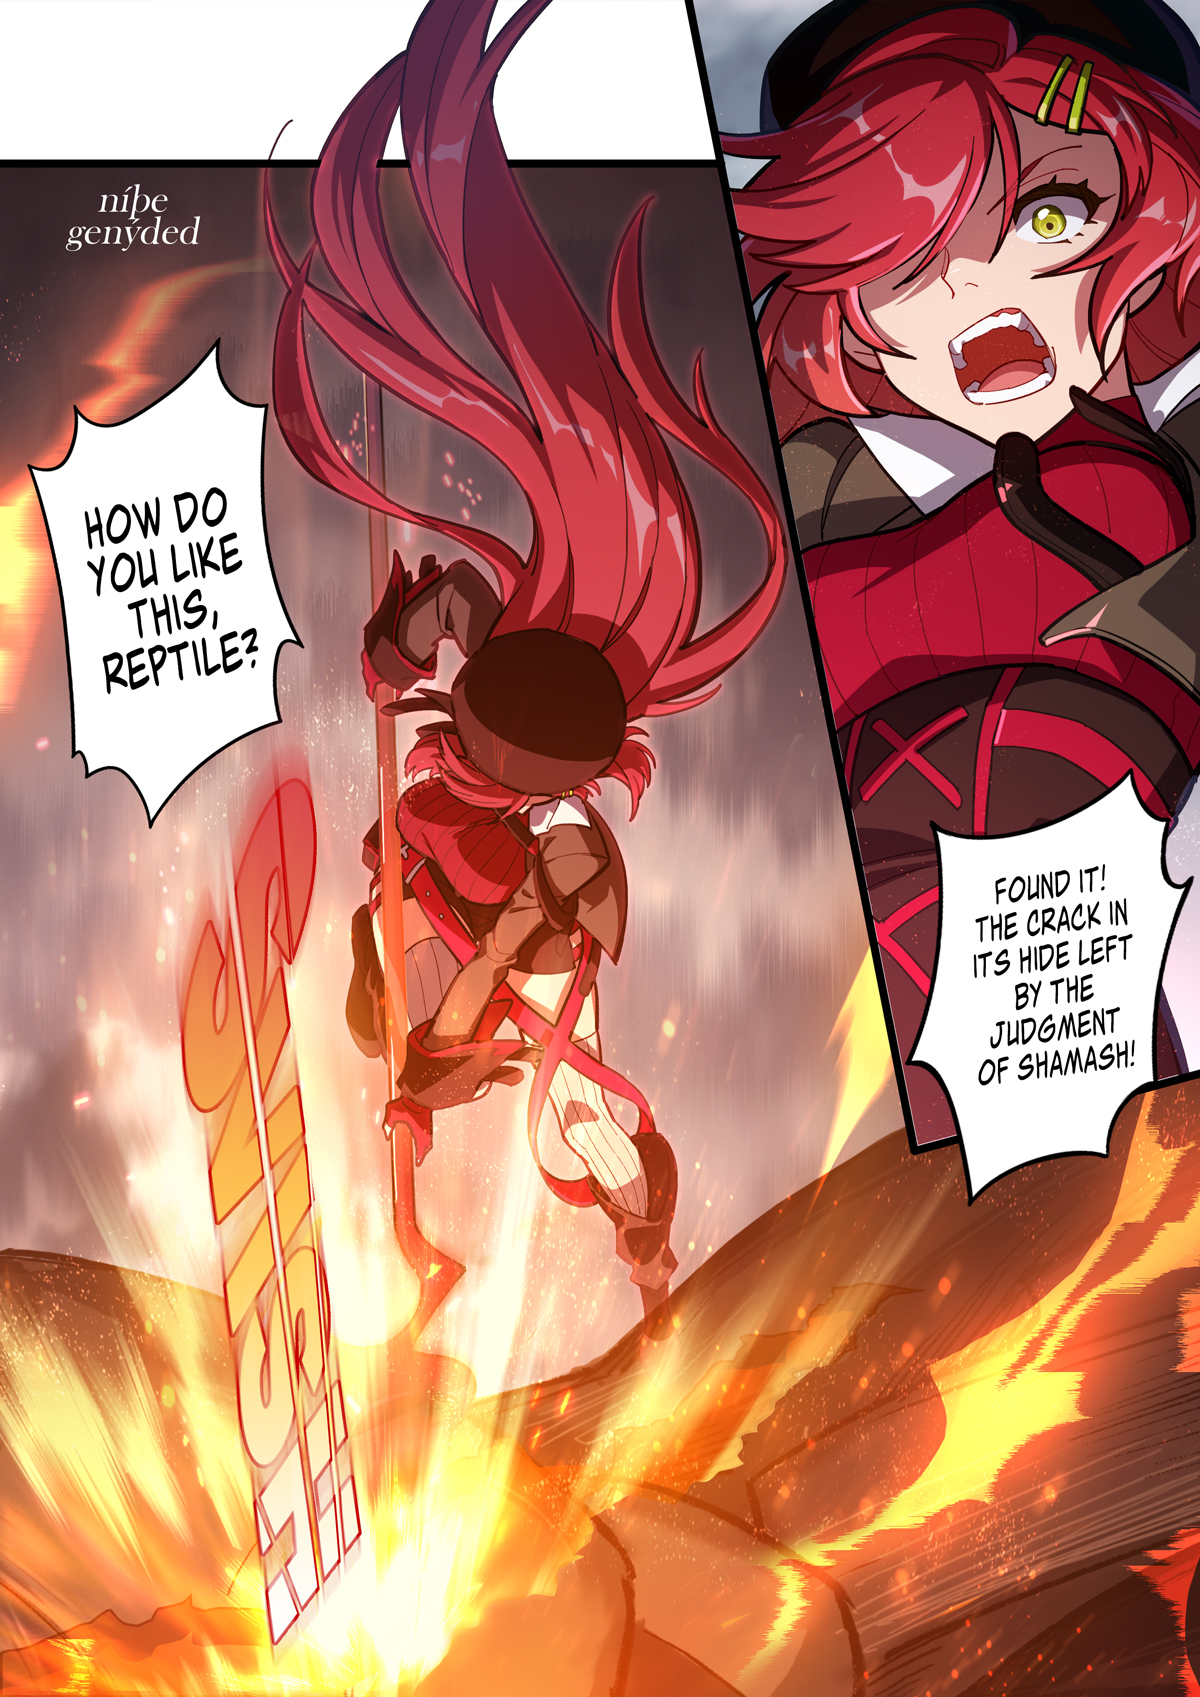 níþe
genýded
HOW DO
YOU LIKE
THIS,
REPTILE?
FOUND IT!
THE CRACK IN
ITS HIDE LEFT
BY THE
JUDGMENT
OF SHAMASH!